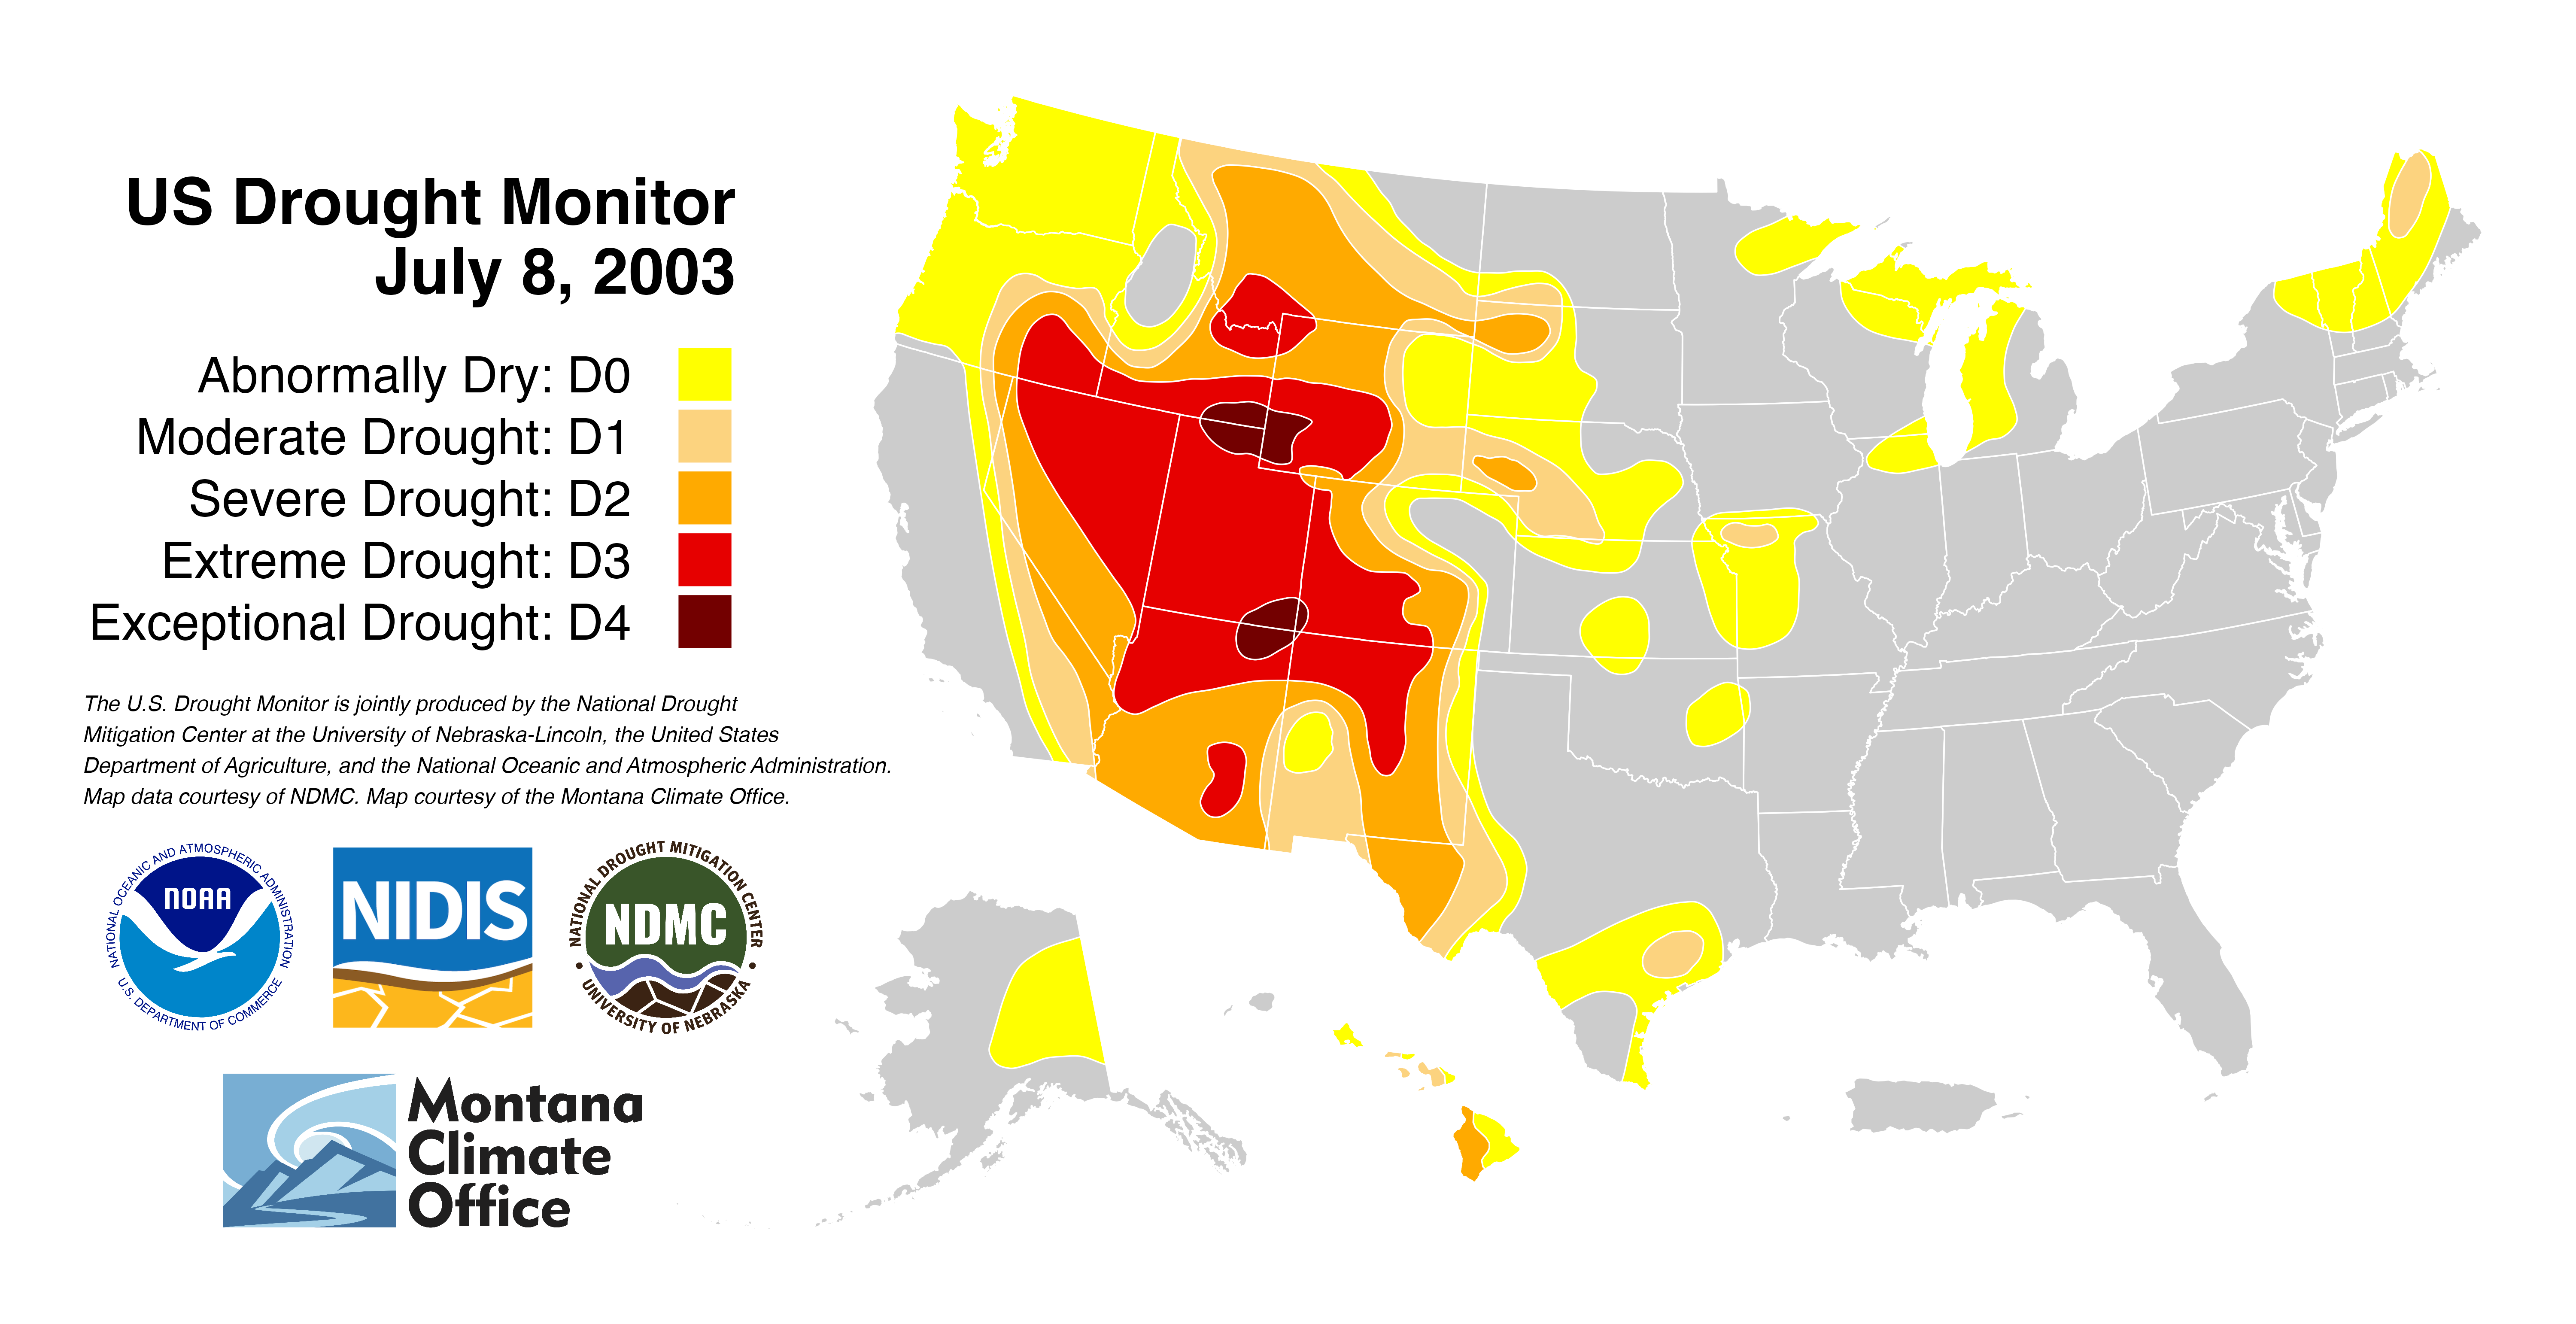 US Drought Monitor
July 8, 2003
Abnormally Dry: D0
Moderate Drought: D1
Severe Drought: D2
Extreme Drought: D3
Exceptional Drought: D4
The U.S. Drought Monitor is jointly produced by the National Drought
Mitigation Center at the University of Nebraska-Lincoln, the United States
Department of Agriculture, and the National Oceanic and Atmospheric Administration.
Map data courtesy of NDMC. Map courtesy of the Montana Climate Office.
NATIONAL OCEANIC AND ATMOSPHERIC ADMINISTRATION
NOAA
U.S. DEPARTMENT OF COMMERCE
NIDIS
NATIONAL DROUGHT MITIGATION CENTER
NDMC
UNIVERSITY OF NEBRASKA
Montana
Climate
Office